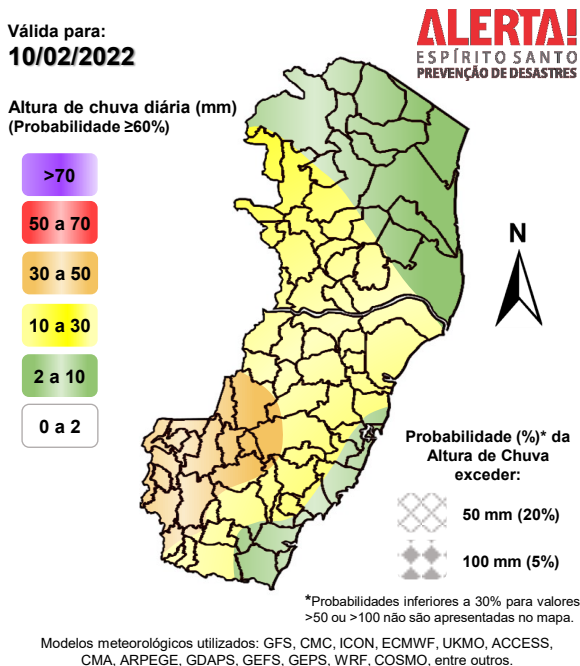 Válida para:
10/02/2022
ALERTA!
ESPÍRITO SANTO
PREVENÇÃO DE DESASTRES
Altura de chuva diária (mm)
(Probabilidade ≥60%)
>70
50 a 70
30 a 50
10 a 30
2 a 10
0 a 2
N
Probabilidade (%)* da
Altura de Chuva
exceder:
50 mm (20%)
100 mm (5%)
*Probabilidades inferiores a 30% para valores
>50 ou >100 não são apresentadas no mapa.
Modelos meteorológicos utilizados: GFS, CMC, ICON, ECMWF, UKMO, ACCESS,
CMA, ARPEGE, GDAPS, GEFS, GEPS, WRF, COSMO, entre outros.